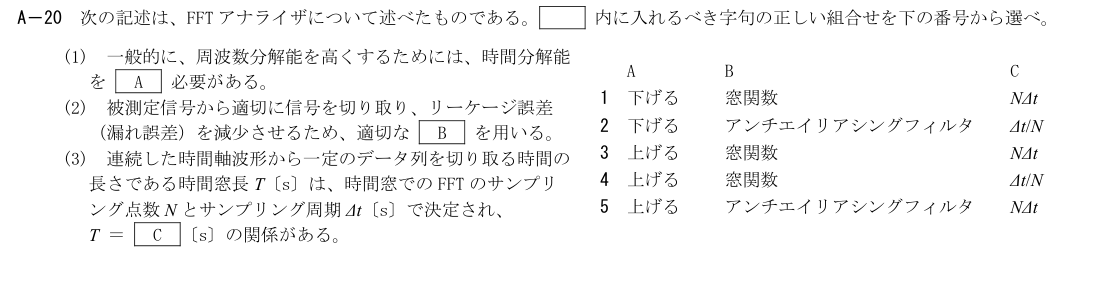 A－20 次の記述は、FFT アナライザについて述べたものである。 内に入れるべき字句の正しい組合せを下の番号から選べ。
(1) 一般的に、周波数分解能を高くするためには、時間分解能
を A 必要がある。
(2) 被測定信号から適切に信号を切り取り、リーケージ誤差
（漏れ誤差）を減少させるため、適切な B を用いる。
(3) 連続した時間軸波形から一定のデータ列を切り取る時間の
長さである時間窓長 T〔s〕は、時間窓での FFT のサンプリ
ング点数 N とサンプリング周期 Δt〔s〕で決定され、
T ＝ C 〔s〕の関係がある。
A B C
1 下げる 窓関数 NΔt
2 下げる アンチエイリアシングフィルタ Δt/N
3 上げる 窓関数 NΔt
4 上げる 窓関数 Δt/N
5 上げる アンチエイリアシングフィルタ NΔt